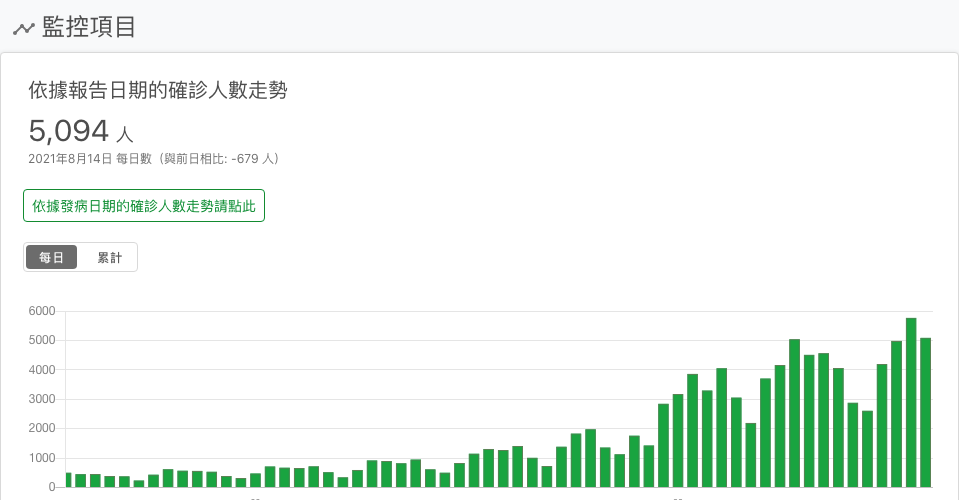 監控項目
依據報告日期的確診人數走勢
5,094 人
2021年8月14日 每日數（與前日相比: -679 人）
依據發病日期的確診人數走勢請點此
每日 累計
6000
5000
4000
3000
2000
1000
0